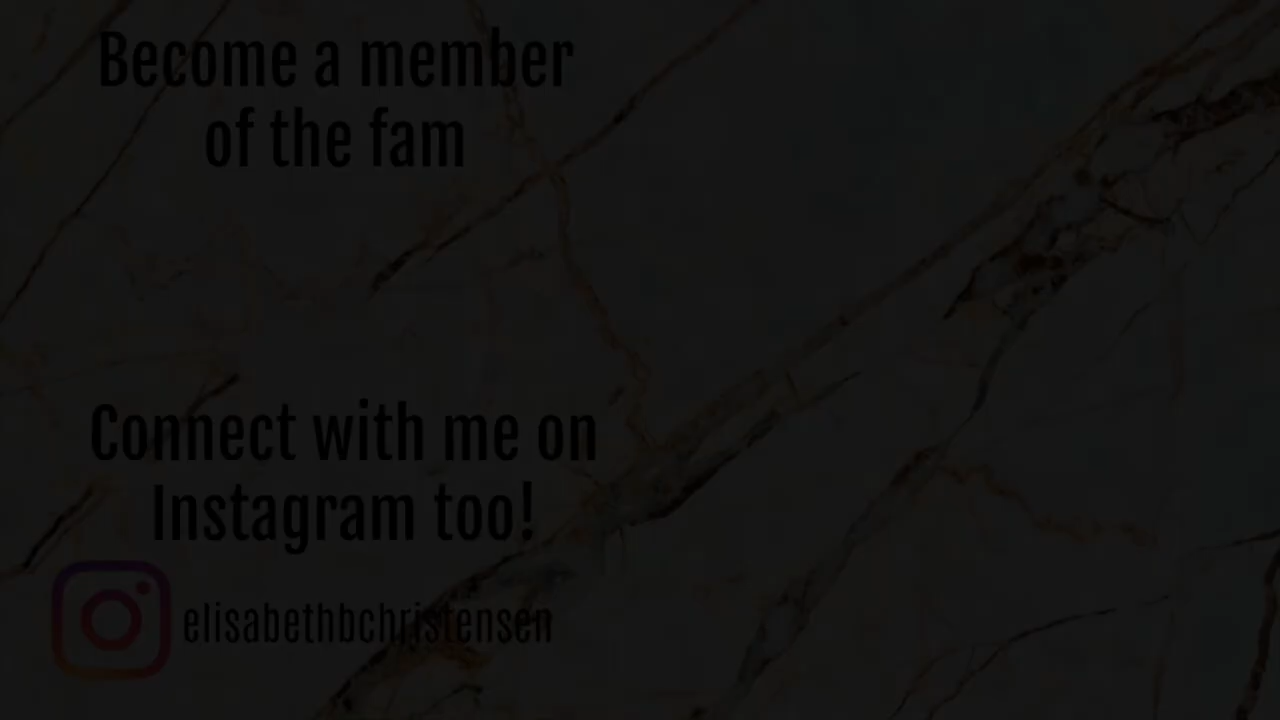 Become a member
of the fam
Connect with me on
Instagram too!
elisabethbchristensen